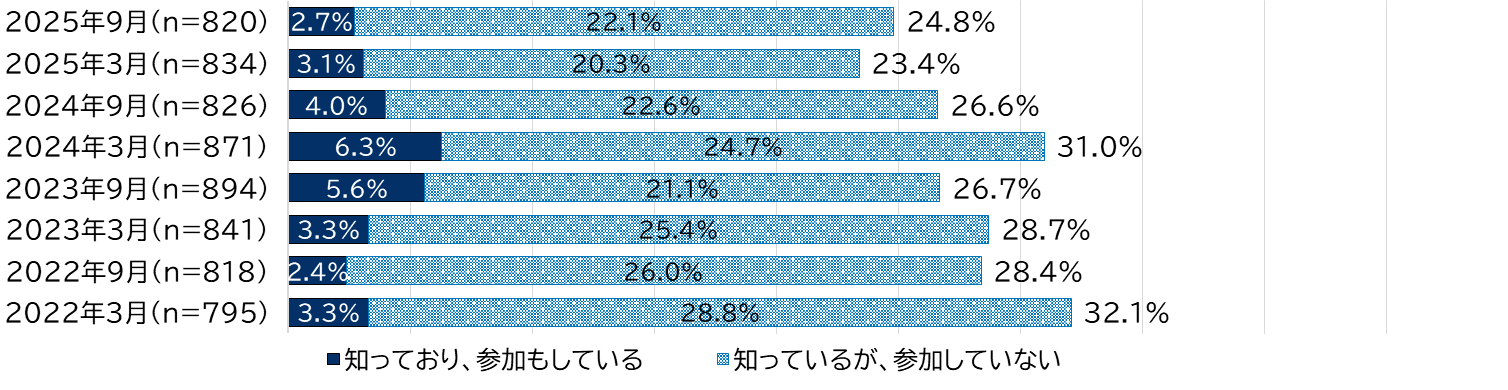 2025年9月(n=820) 2.7% 22.1% 24.8%
2025年3月(n=834) 3.1% 20.3% 23.4%
2024年9月(n=826) 4.0% 22.6% 26.6%
2024年3月(n=871) 6.3% 24.7% 31.0%
2023年9月(n=894) 5.6% 21.1% 26.7%
2023年3月(n=841) 3.3% 25.4% 28.7%
2022年9月(n=818) 2.4% 26.0% 28.4%
2022年3月(n=795) 3.3% 28.8% 32.1%
知っており、参加もしている 知っているが、参加していない